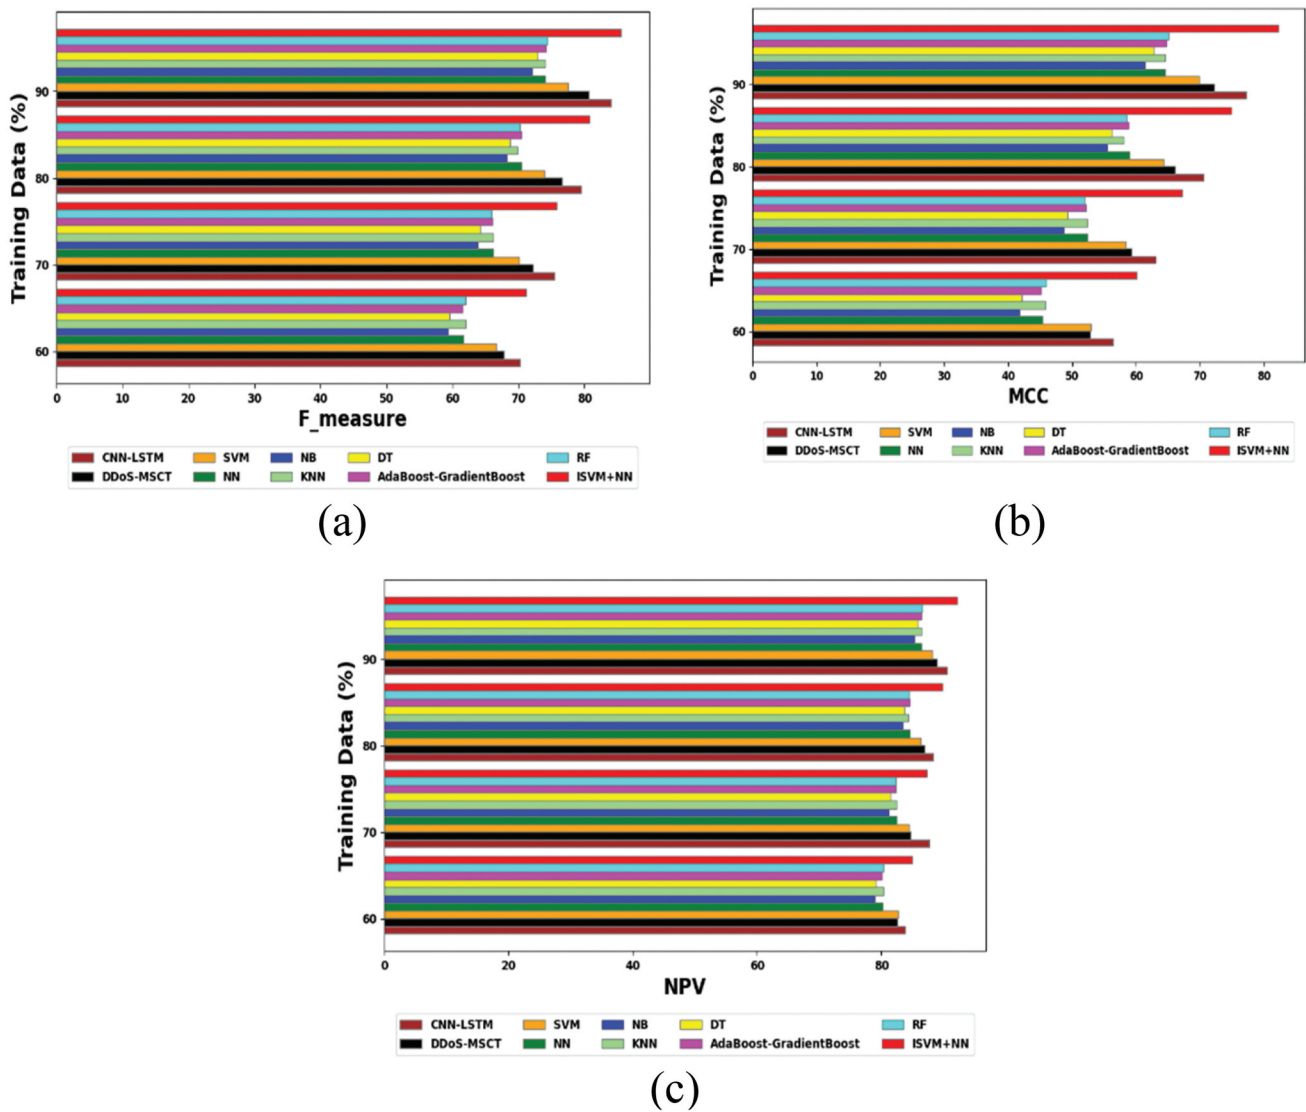 Training Data (%)
90
80
70
60
0 10 20 30 40 50 60 70 80
F_measure
CNN-LSTM SVM NB DT RF
DDoS-MSCT NN KNN AdaBoost-GradientBoost ISVM+NN
(a)
Training Data (%)
90
80
70
60
0 10 20 30 40 50 60 70 80
MCC
CNN-LSTM SVM NB DT RF
DDoS-MSCT NN KNN AdaBoost-GradientBoost ISVM+NN
(b)
Training Data (%)
90
80
70
60
0 20 40 60 80
NPV
CNN-LSTM SVM NB DT RF
DDoS-MSCT NN KNN AdaBoost-GradientBoost ISVM+NN
(c)